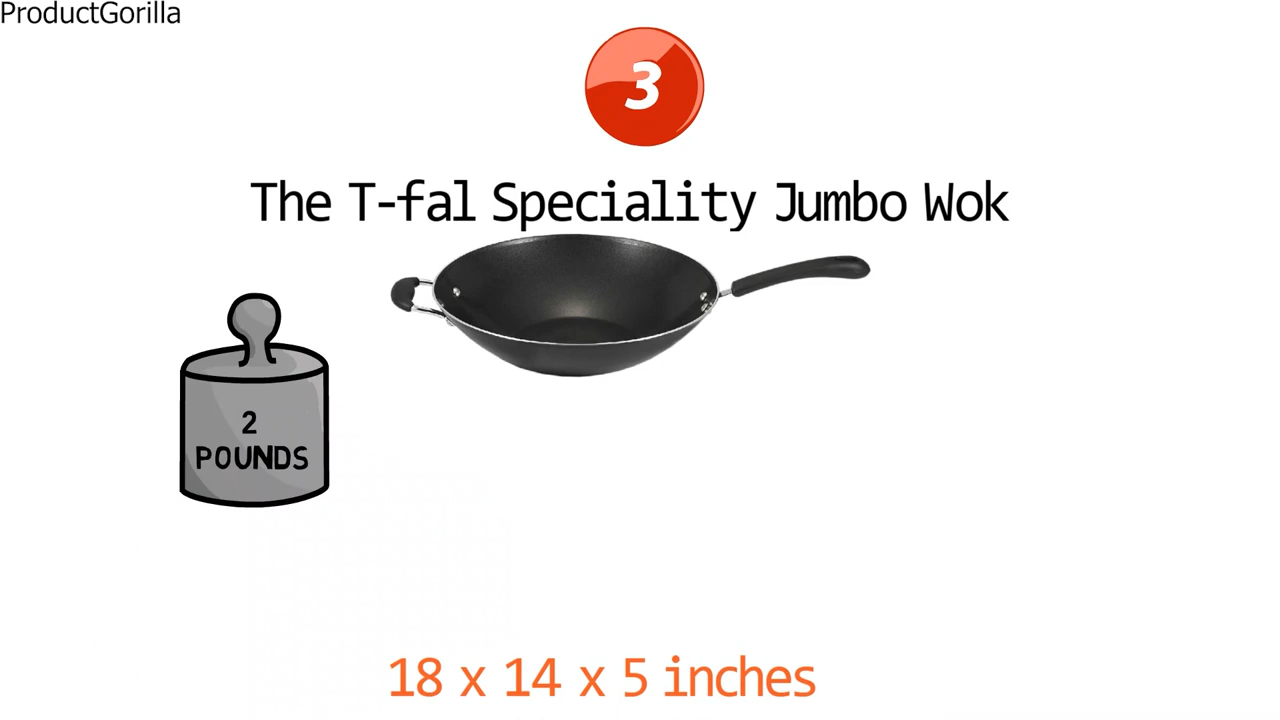 ProductGorilla
3
The T-fal Speciality Jumbo Wok
2
POUNDS
18 x 14 x 5 inches